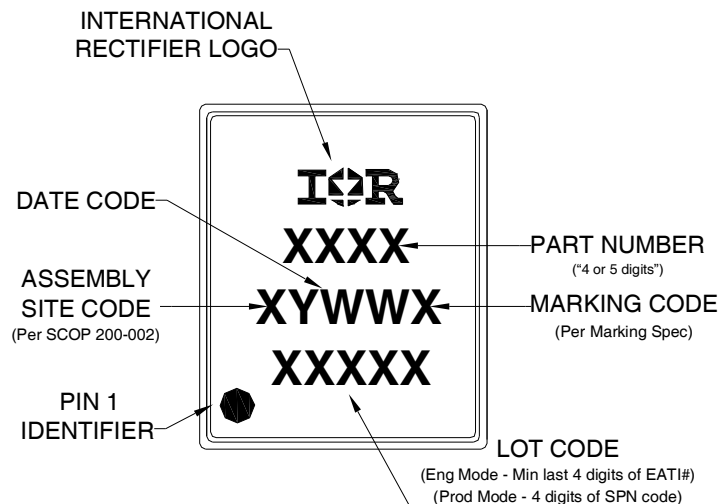 INTERNATIONAL
RECTIFIER LOGO
IOR
DATE CODE
XXXX
PART NUMBER
(“4 or 5 digits”)
ASSEMBLY
SITE CODE
(Per SCOP 200-002)
XYWWX
MARKING CODE
(Per Marking Spec)
XXXXX
PIN 1
IDENTIFIER
LOT CODE
(Eng Mode - Min last 4 digits of EATI#)
(Prod Mode - 4 digits of SPN code)